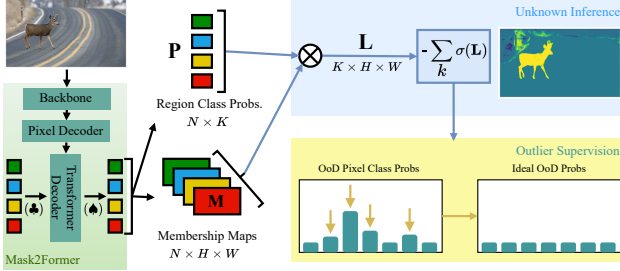 Backbone
Pixel Decoder
Transformer
Decoder
(♣)
(♠)
Mask2Former
P
Region Class Probs.
N × K
M
Membership Maps
N × H × W
L
K × H × W
-∑σ(L)
k
Unknown Inference
Outlier Supervision
OoD Pixel Class Probs
Ideal OoD Probs